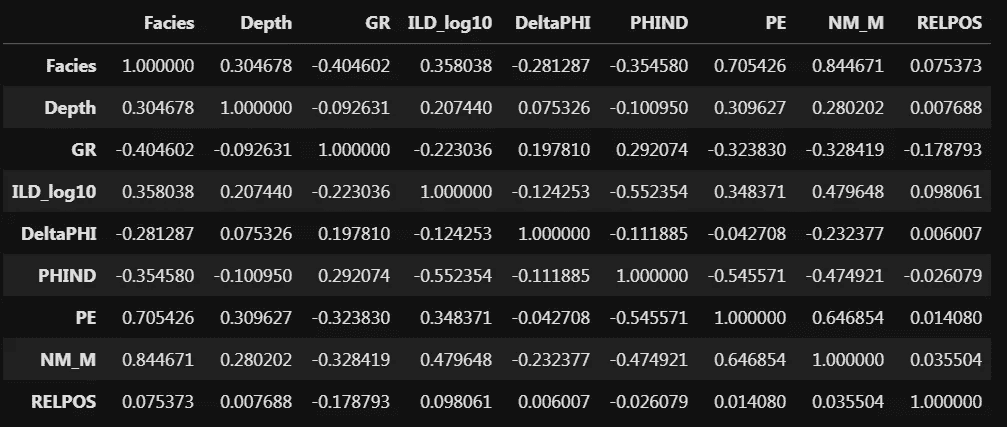 Facies Depth GR ILD_log10 DeltaPHI PHIND PE NM_M RELPOS
Facies 1.000000 0.304678 -0.404602 0.358038 -0.281287 -0.354580 0.705426 0.844671 0.075373
Depth 0.304678 1.000000 -0.092631 0.207440 0.075326 -0.100950 0.309627 0.280202 0.007688
GR -0.404602 -0.092631 1.000000 -0.223036 0.197810 0.292074 -0.323830 -0.328419 -0.178793
ILD_log10 0.358038 0.207440 -0.223036 1.000000 -0.124253 -0.552354 0.348371 0.479648 0.098061
DeltaPHI -0.281287 0.075326 0.197810 -0.124253 1.000000 -0.111885 -0.042708 -0.232377 0.006007
PHIND -0.354580 -0.100950 0.292074 -0.552354 -0.111885 1.000000 -0.545571 -0.474921 -0.026079
PE 0.705426 0.309627 -0.323830 0.348371 -0.042708 -0.545571 1.000000 0.646854 0.014080
NM_M 0.844671 0.280202 -0.328419 0.479648 -0.232377 -0.474921 0.646854 1.000000 0.035504
RELPOS 0.075373 0.007688 -0.178793 0.098061 0.006007 -0.026079 0.014080 0.035504 1.000000